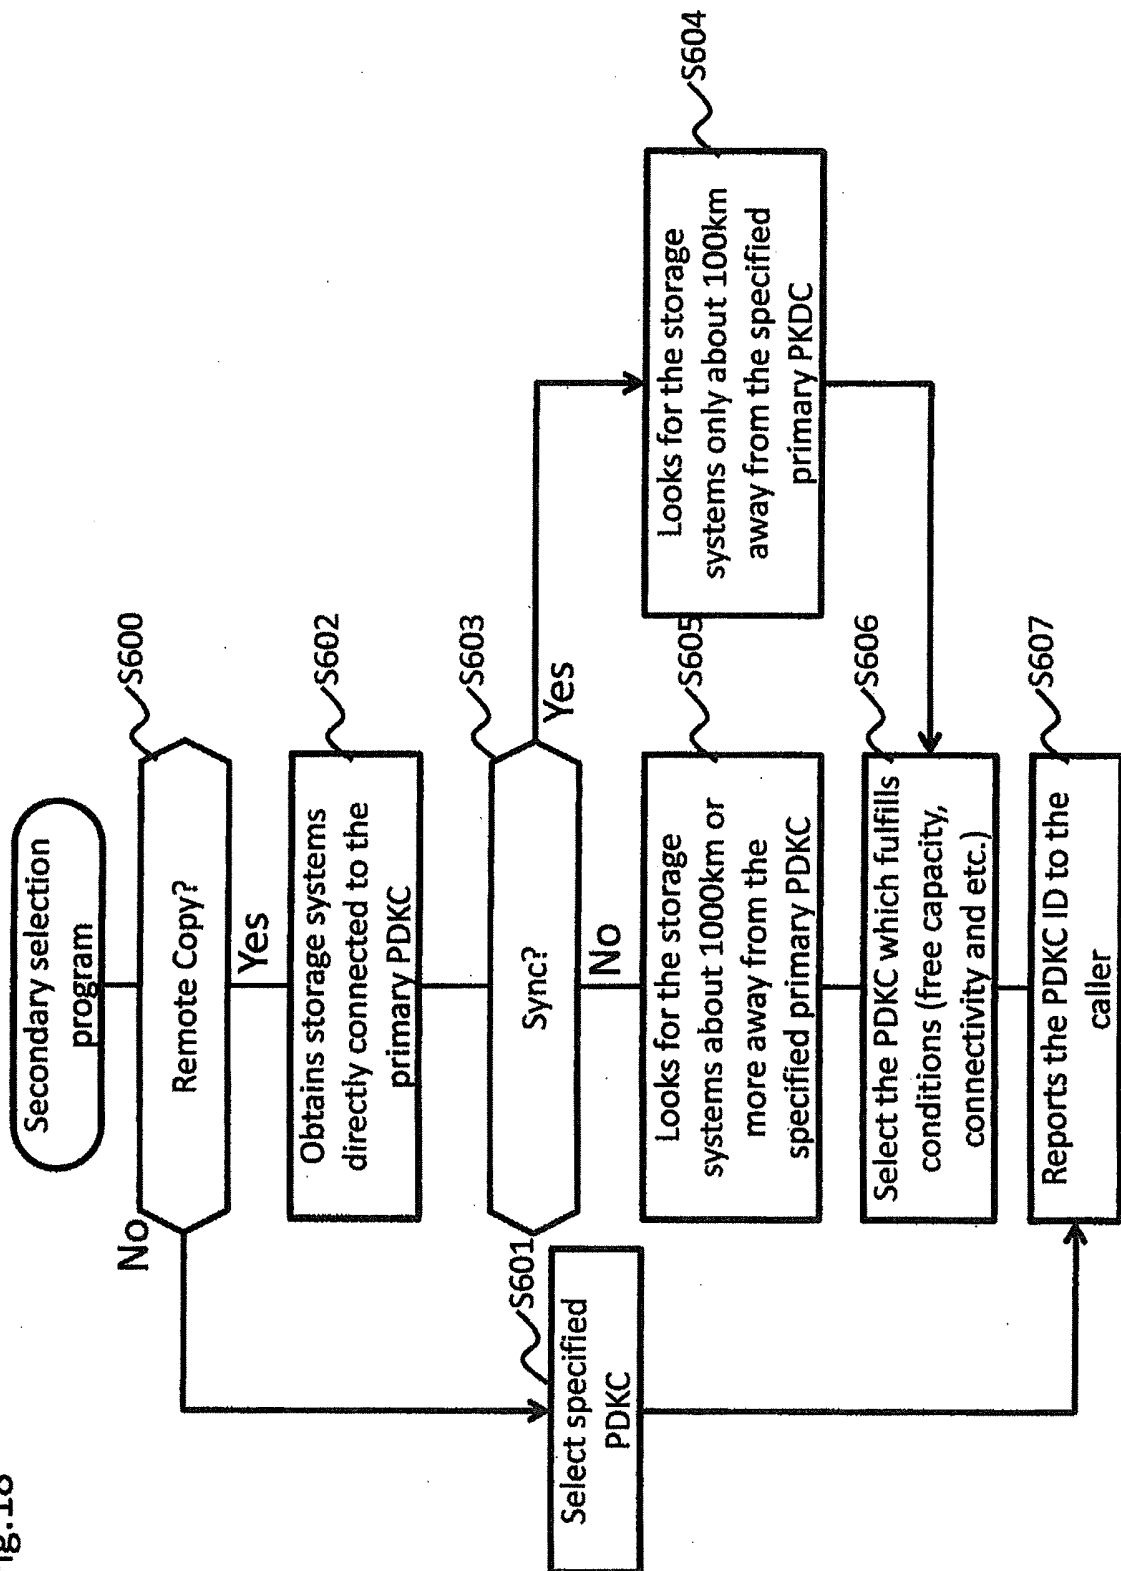 Secondary selection
program
S600
Remote Copy?
No
Yes
S602
Obtains storage systems
directly connected to the
primary PDKC
S601
Select specified
PDKC
S603
Sync?
Yes
No
S604
Looks for the storage
systems only about 100km
away from the specified
primary PKDC
S605
Looks for the storage
systems about 1000km or
more away from the
specified primary PDKC
S606
Select the PDKC which fulfills
conditions (free capacity,
connectivity and etc.)
S607
Reports the PDKC ID to the
caller